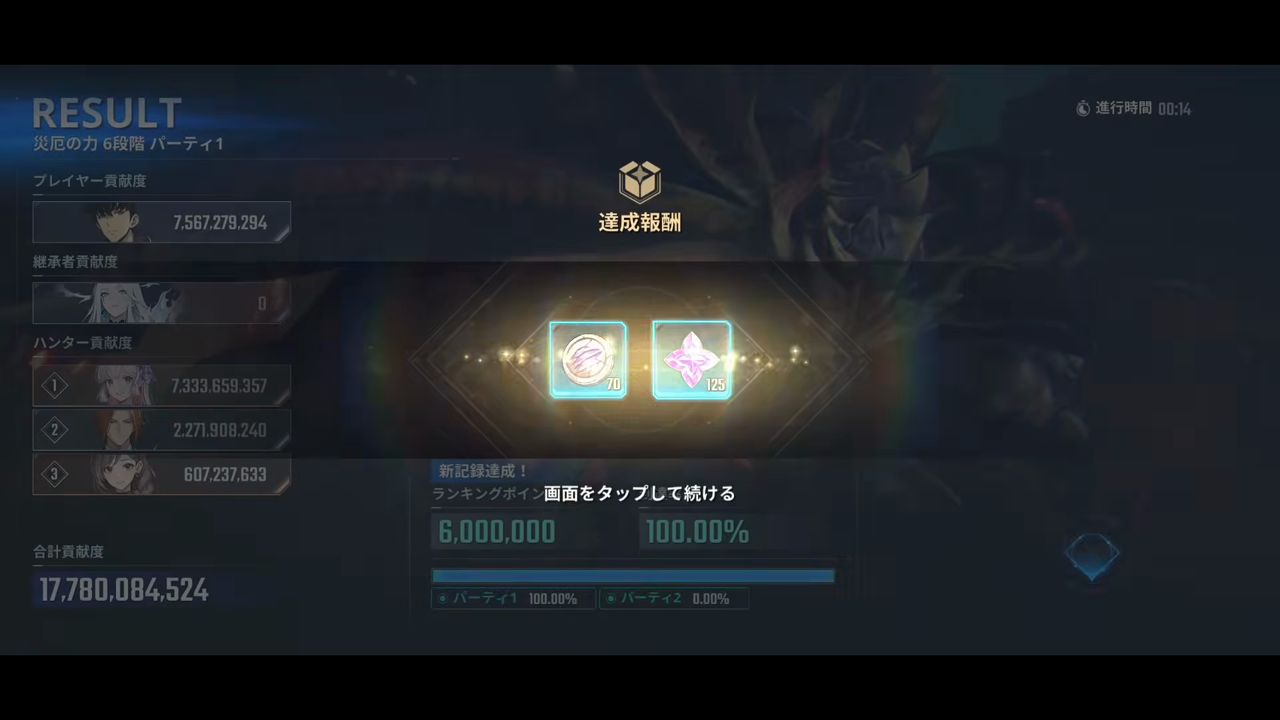 RESULT
災厄の力 6段階 パーティ1
進行時間 00:14
プレイヤー貢献度
7,567,279,294
継承者貢献度
0
ハンター貢献度
1 7,333,659,357
2 2,271,908,240
3 607,237,633
合計貢献度
17,780,084,524
達成報酬
70
125
新記録達成！
ランキングポイン
画面をタップして続ける
6,000,000
100.00%
パーティ1 100.00%
パーティ2 0.00%